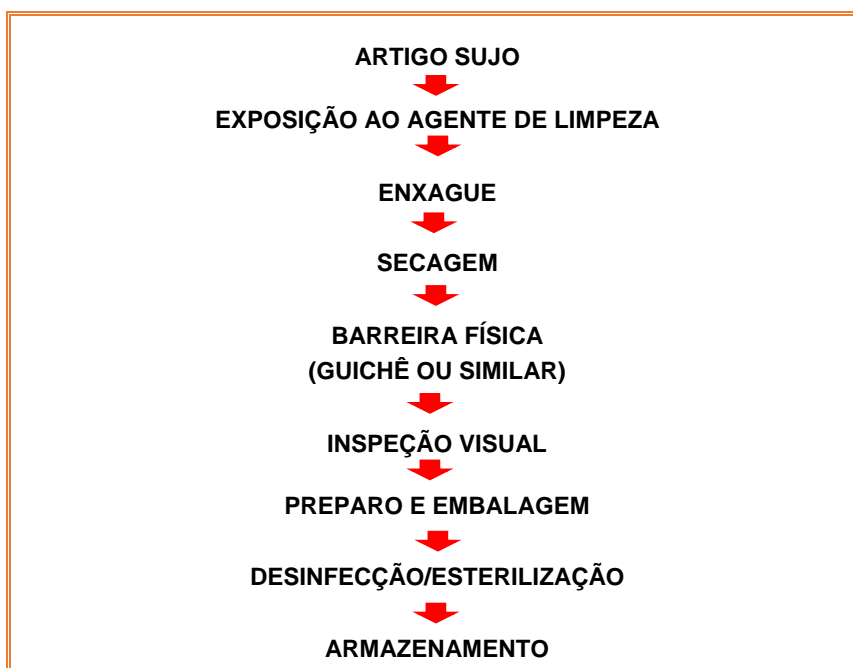 ARTIGO SUJO
EXPOSIÇÃO AO AGENTE DE LIMPEZA
ENXAGUE
SECAGEM
BARREIRA FÍSICA
(GUICHÊ OU SIMILAR)
INSPEÇÃO VISUAL
PREPARO E EMBALAGEM
DESINFECÇÃO/ESTERILIZAÇÃO
ARMAZENAMENTO